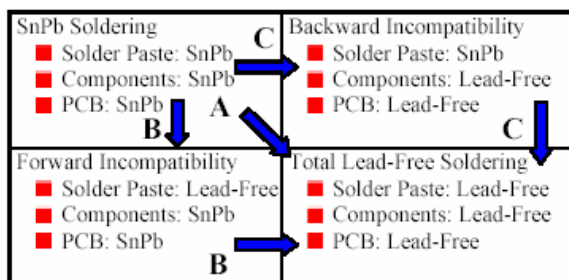 SnPb Soldering
Solder Paste: SnPb
Components: SnPb
PCB: SnPb
C
Backward Incompatibility
Solder Paste: SnPb
Components: Lead-Free
PCB: Lead-Free
B
A
C
Forward Incompatibility
Solder Paste: Lead-Free
Components: SnPb
PCB: SnPb
B
Total Lead-Free Soldering
Solder Paste: Lead-Free
Components: Lead-Free
PCB: Lead-Free